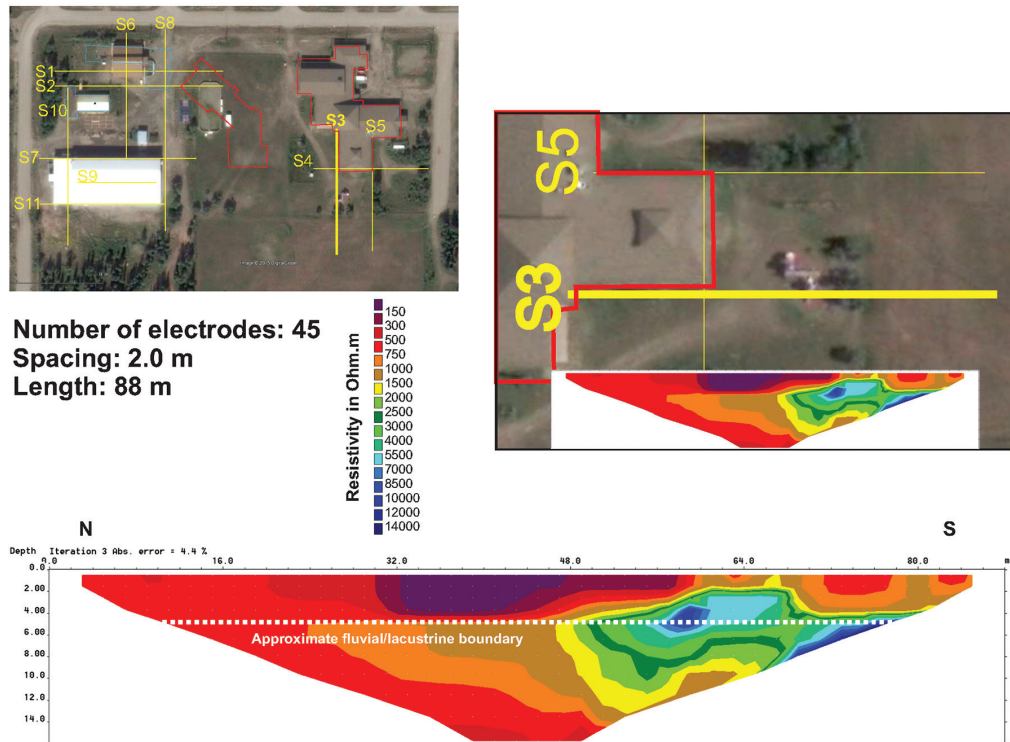 S6
S8
S1
S2
S10
S3
S5
S4
S7
S9
S11
S5
S3
Number of electrodes: 45
Spacing: 2.0 m
Length: 88 m
Resistivity in Ohm.m
150
300
500
750
1000
1500
2000
2500
3000
4000
5500
7000
8500
10000
12000
14000
N
S
Depth Iteration 3 Abs. error = 4.4 %
0.0 16.0 32.0 48.0 64.0 80.0 m
0.0
2.00
4.00
6.00
8.00
10.0
12.0
14.0
Approximate fluvial/lacustrine boundary